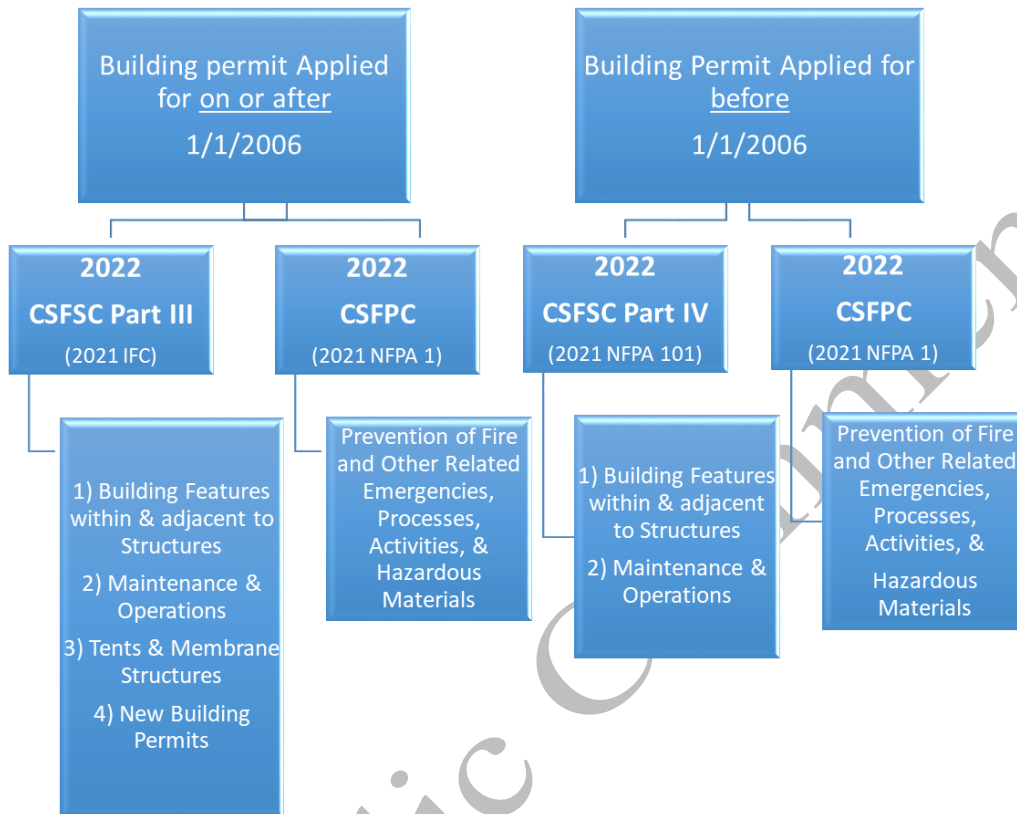 Building permit Applied
for on or after
1/1/2006
Building Permit Applied for
before
1/1/2006
2022
CSFSC Part III
(2021 IFC)
2022
CSFPC
(2021 NFPA 1)
2022
CSFSC Part IV
(2021 NFPA 101)
2022
CSFPC
(2021 NFPA 1)
1) Building Features
within & adjacent to
Structures
2) Maintenance &
Operations
3) Tents & Membrane
Structures
4) New Building
Permits
Prevention of Fire
and Other Related
Emergencies,
Processes,
Activities, &
Hazardous
Materials
1) Building Features
within & adjacent
to Structures
2) Maintenance &
Operations
Prevention of Fire
and Other Related
Emergencies,
Processes,
Activities, &
Hazardous
Materials